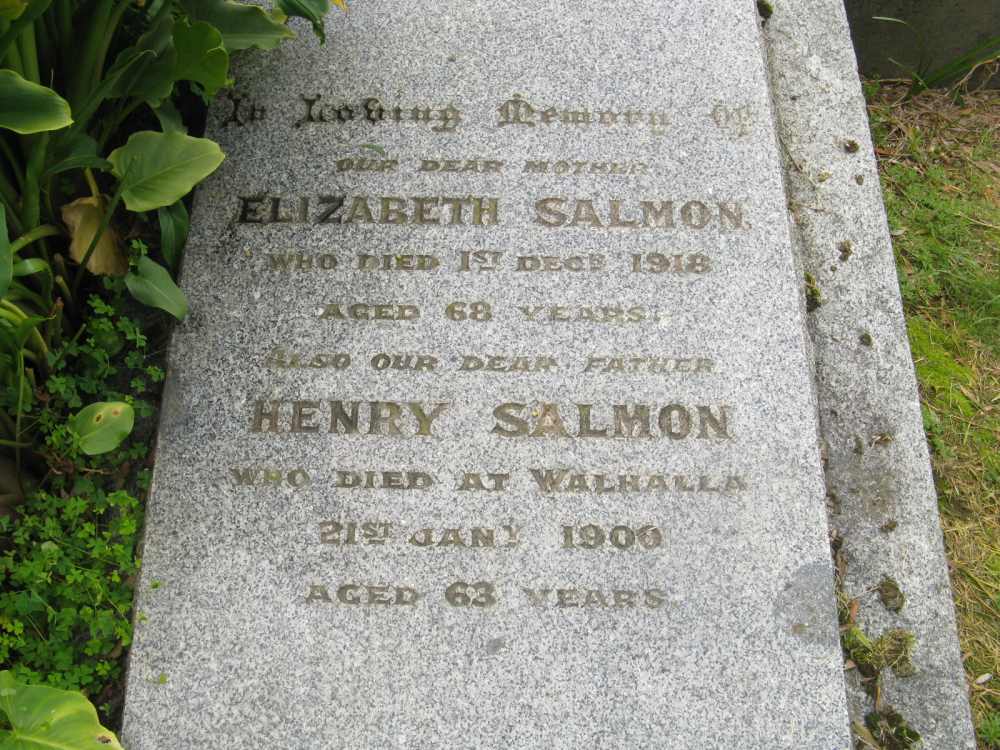 In Loving Memory of
OUR DEAR MOTHER
ELIZABETH SALMON,
WHO DIED 1ST DECR 1918
AGED 68 YEARS.
ALSO OUR DEAR FATHER
HENRY SALMON
WHO DIED AT WALHALLA
21ST JANY 1900
AGED 63 YEARS.